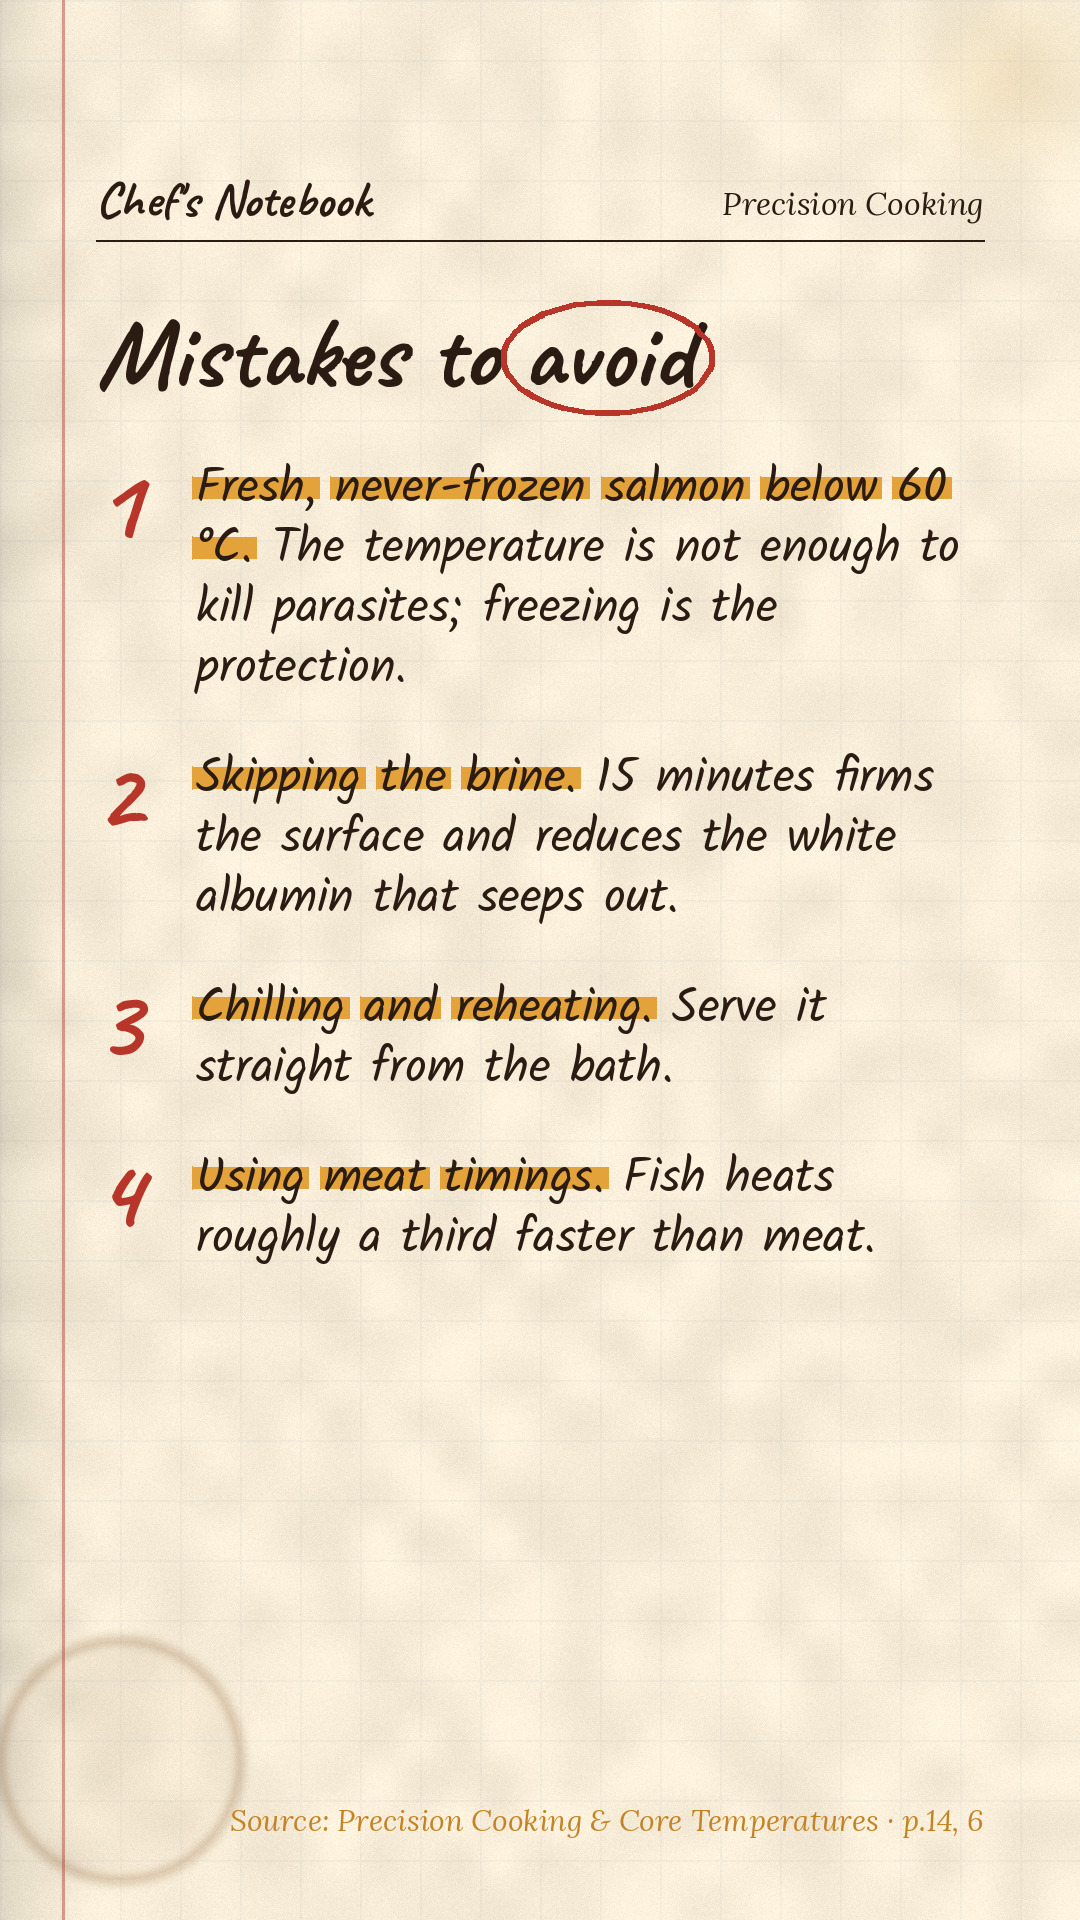 Chef's Notebook
Precision Cooking
Mistakes to avoid
1
Fresh, never-frozen salmon below 60
°C. The temperature is not enough to
kill parasites; freezing is the
protection.
2
Skipping the brine. 15 minutes firms
the surface and reduces the white
albumin that seeps out.
3
Chilling and reheating. Serve it
straight from the bath.
4
Using meat timings. Fish heats
roughly a third faster than meat.
Source: Precision Cooking & Core Temperatures · p.14, 6